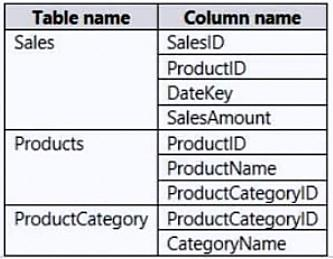 Table name Column name
Sales SalesID
ProductID
DateKey
SalesAmount
Products ProductID
ProductName
ProductCategoryID
ProductCategory ProductCategoryID
CategoryName